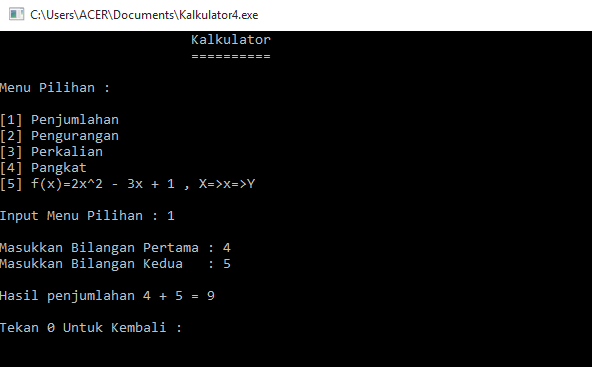 C:\Users\ACER\Documents\Kalkulator4.exe
Kalkulator
==========
Menu Pilihan :
[1] Penjumlahan
[2] Pengurangan
[3] Perkalian
[4] Pangkat
[5] f(x)=2x^2 - 3x + 1 , X=>x=>Y
Input Menu Pilihan : 1
Masukkan Bilangan Pertama : 4
Masukkan Bilangan Kedua   : 5
Hasil penjumlahan 4 + 5 = 9
Tekan 0 Untuk Kembali :